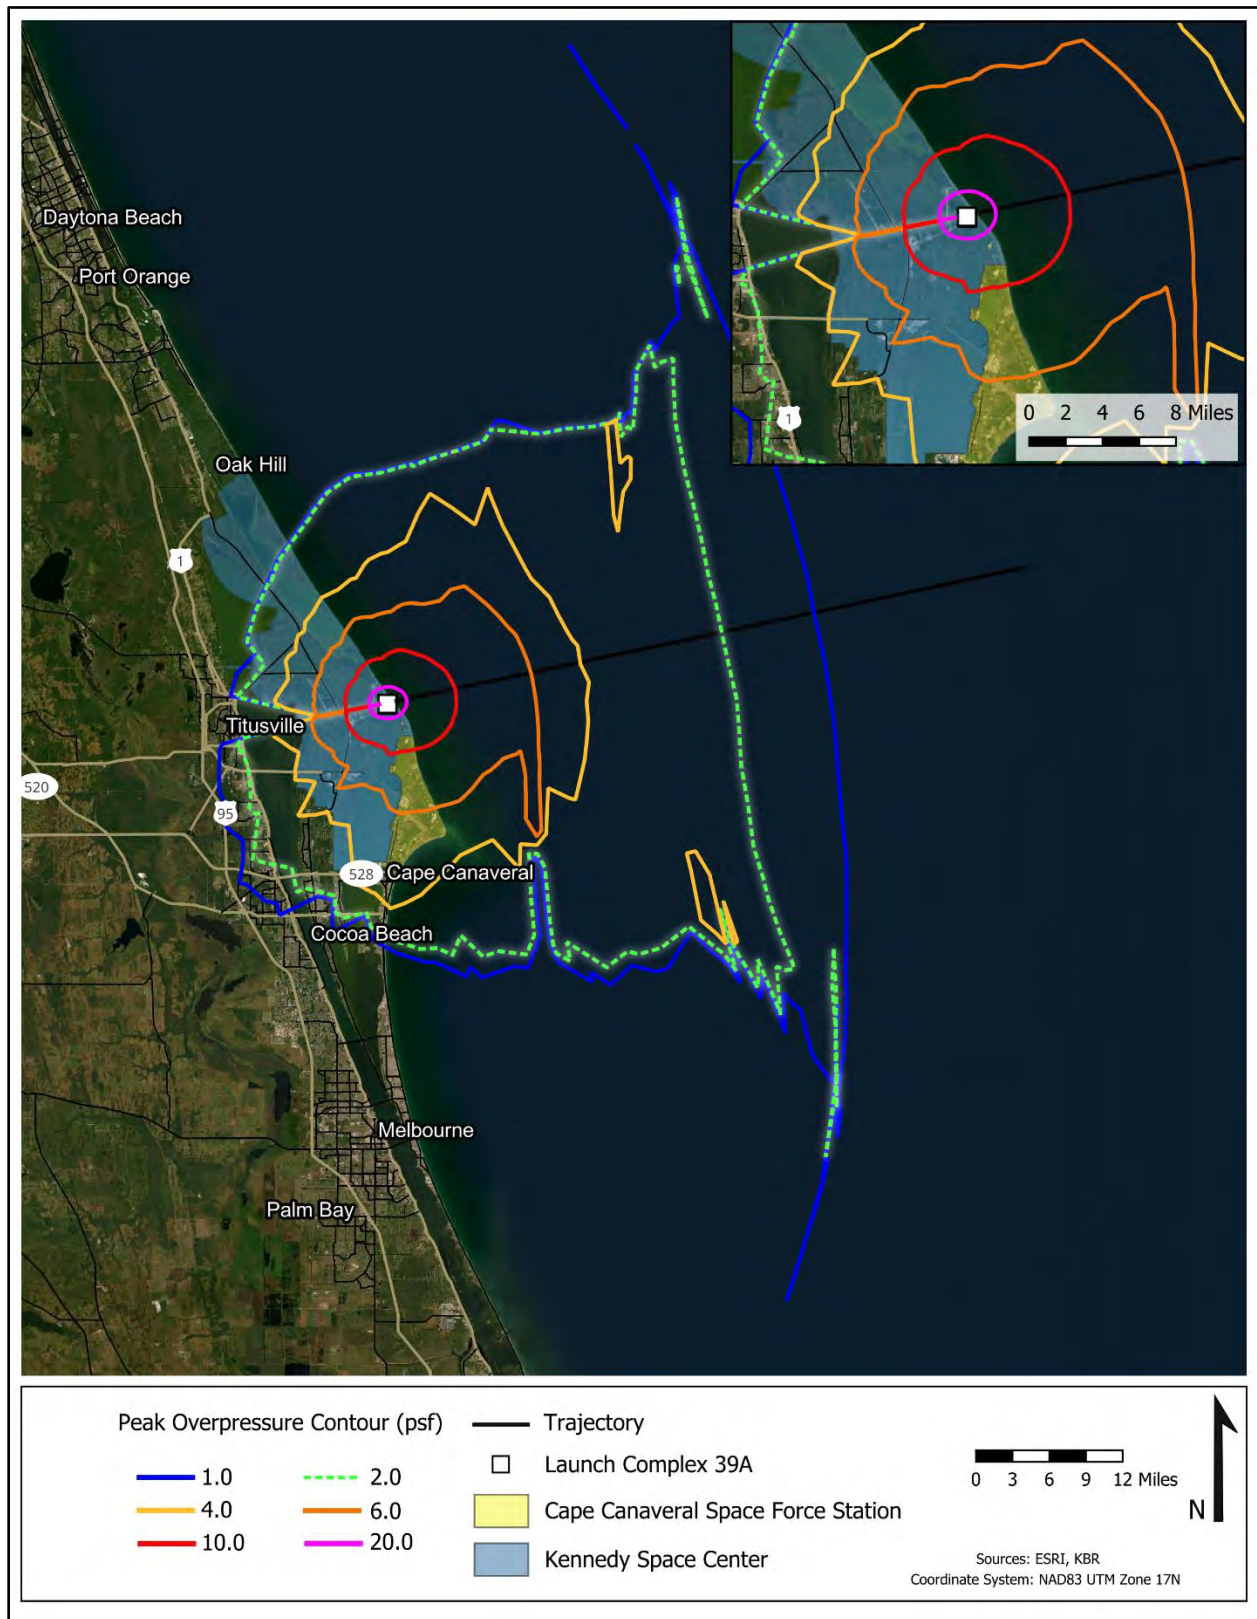 0 2 4 6 8 Miles
1
Daytona Beach
Port Orange
Oak Hill
1
Titusville
520
95
528
Cape Canaveral
Cocoa Beach
Melbourne
Palm Bay
Peak Overpressure Contour (psf)
1.0
2.0
4.0
6.0
10.0
20.0
Trajectory
Launch Complex 39A
Cape Canaveral Space Force Station
Kennedy Space Center
0 3 6 9 12 Miles
N
Sources: ESRI, KBR
Coordinate System: NAD83 UTM Zone 17N